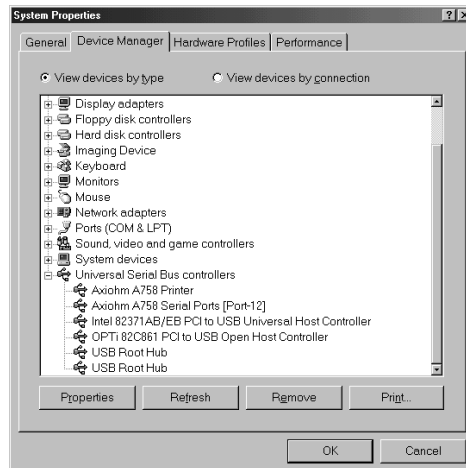 System Properties
General Device Manager Hardware Profiles Performance
View devices by type View devices by connection
Display adapters
Floppy disk controllers
Hard disk controllers
Imaging Device
Keyboard
Monitors
Mouse
Network adapters
Ports (COM & LPT)
Sound, video and game controllers
System devices
Universal Serial Bus controllers
Axiohm A758 Printer
Axiohm A758 Serial Ports [Port-12]
Intel 82371AB/EB PCI to USB Universal Host Controller
OPTi 82C861 PCI to USB Open Host Controller
USB Root Hub
USB Root Hub
Properties Refresh Remove Print...
OK Cancel